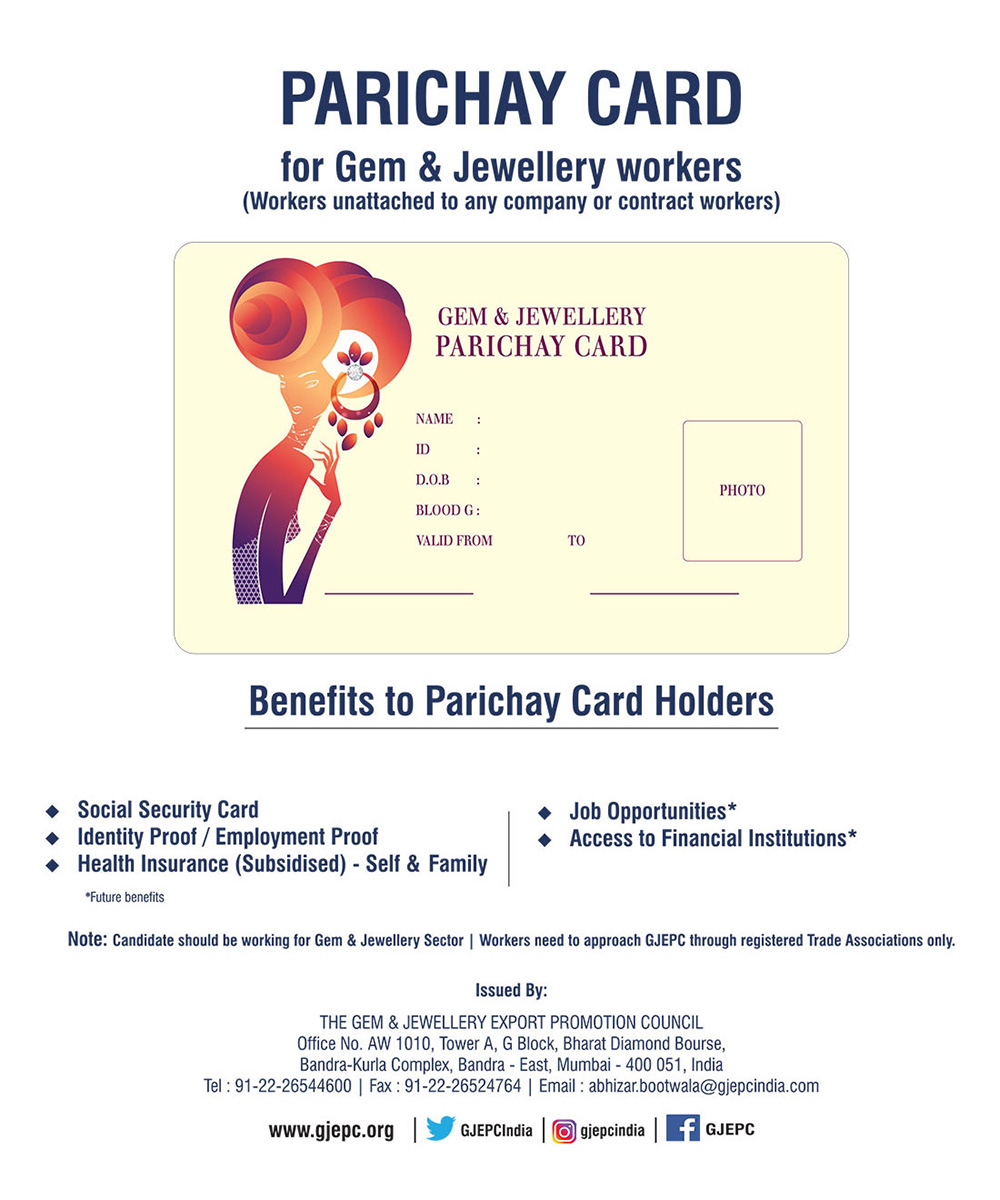 PARICHAY CARD
for Gem & Jewellery workers
(Workers unattached to any company or contract workers)
GEM & JEWELLERY
PARICHAY CARD
NAME :
ID :
D.O.B :
BLOOD G :
VALID FROM TO
PHOTO
Benefits to Parichay Card Holders
◆ Social Security Card
◆ Identity Proof / Employment Proof
◆ Health Insurance (Subsidised) - Self & Family
*Future benefits
◆ Job Opportunities*
◆ Access to Financial Institutions*
Note: Candidate should be working for Gem & Jewellery Sector | Workers need to approach GJEPC through registered Trade Associations only.
Issued By:
THE GEM & JEWELLERY EXPORT PROMOTION COUNCIL
Office No. AW 1010, Tower A, G Block, Bharat Diamond Bourse,
Bandra-Kurla Complex, Bandra - East, Mumbai - 400 051, India
Tel : 91-22-26544600 | Fax : 91-22-26524764 | Email : abhizar.bootwala@gjepcindia.com
www.gjepc.org | GJEPCIndia | gjepcindia | GJEPC